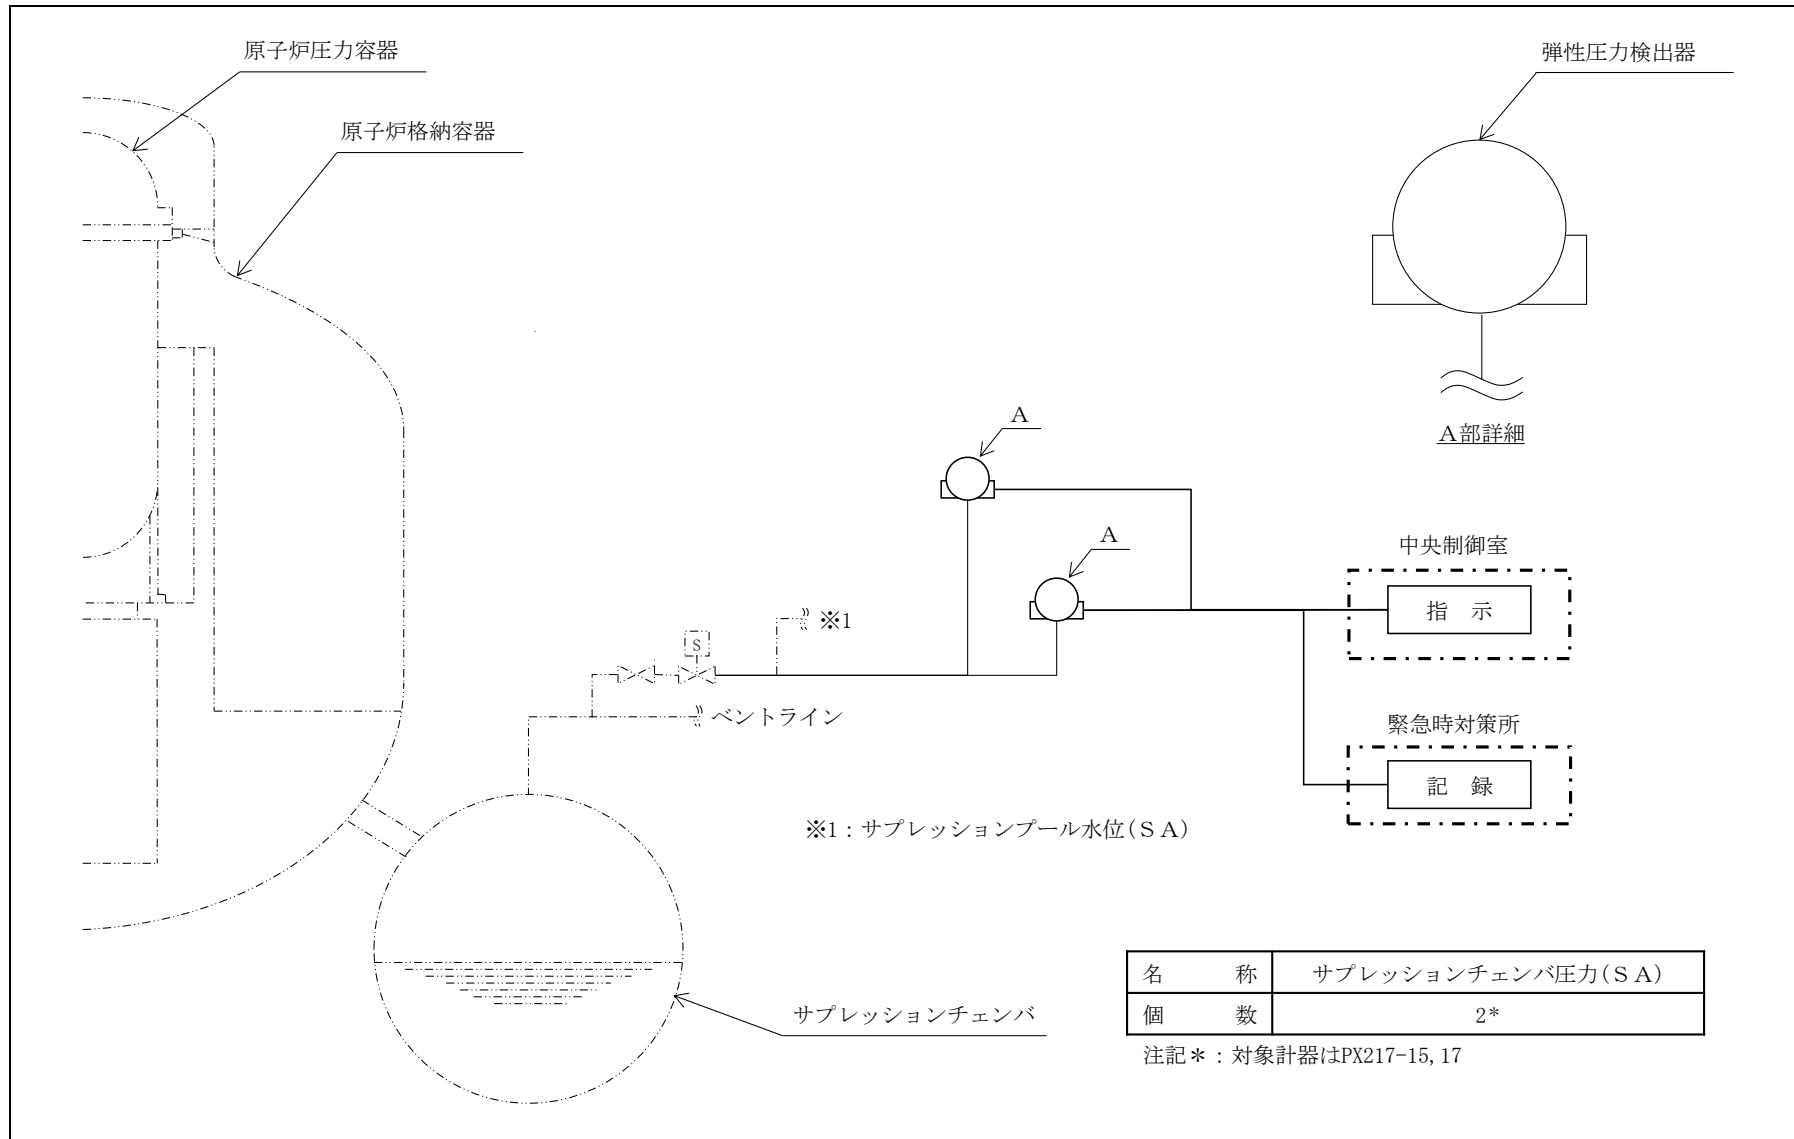 原子炉圧力容器
弾性圧力検出器
原子炉格納容器
A
A部詳細
A
中央制御室
指 示
※1
S
ベントライン
緊急時対策所
記 録
※1：サプレッションプール水位(ＳＡ)
名 称 サプレッションチェンバ圧力(ＳＡ)
個 数 2*
サプレッションチェンバ
注記＊：対象計器はPX217-15,17